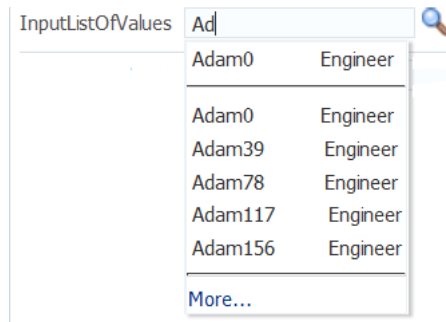 InputListOfValues Ad
Adam0 Engineer
Adam0 Engineer
Adam39 Engineer
Adam78 Engineer
Adam117 Engineer
Adam156 Engineer
More...